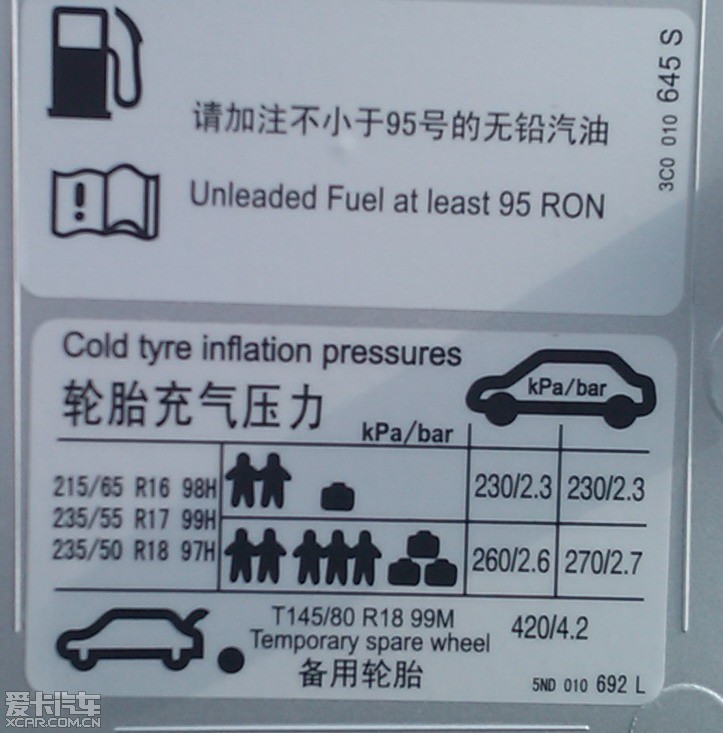 请加注不小于95号的无铅汽油
Unleaded Fuel at least 95 RON
3C0 010 645 S
Cold tyre inflation pressures
轮胎充气压力
kPa/bar
kPa/bar
215/65 R16 98H
235/55 R17 99H
235/50 R18 97H
230/2.3 230/2.3
260/2.6 270/2.7
T145/80 R18 99M
Temporary spare wheel
备用轮胎
420/4.2
5ND 010 692 L
爱卡汽车
XCAR.COM.CN